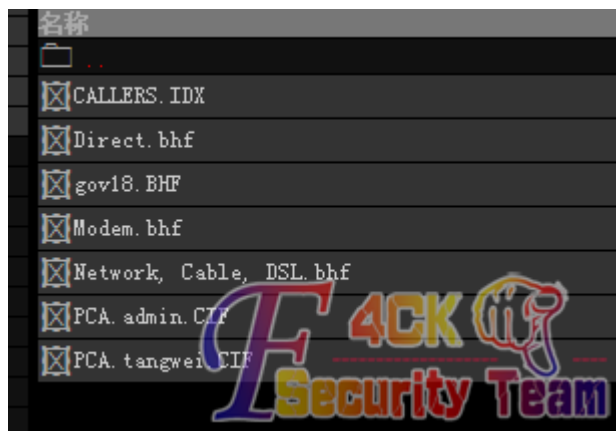 名称
..
CALLERS.IDX
Direct.bhf
gov18.BHF
Modem.bhf
Network, Cable, DSL.bhf
PCA.admin.CIF
PCA.tangwei.CIF
F4CK
Security Team